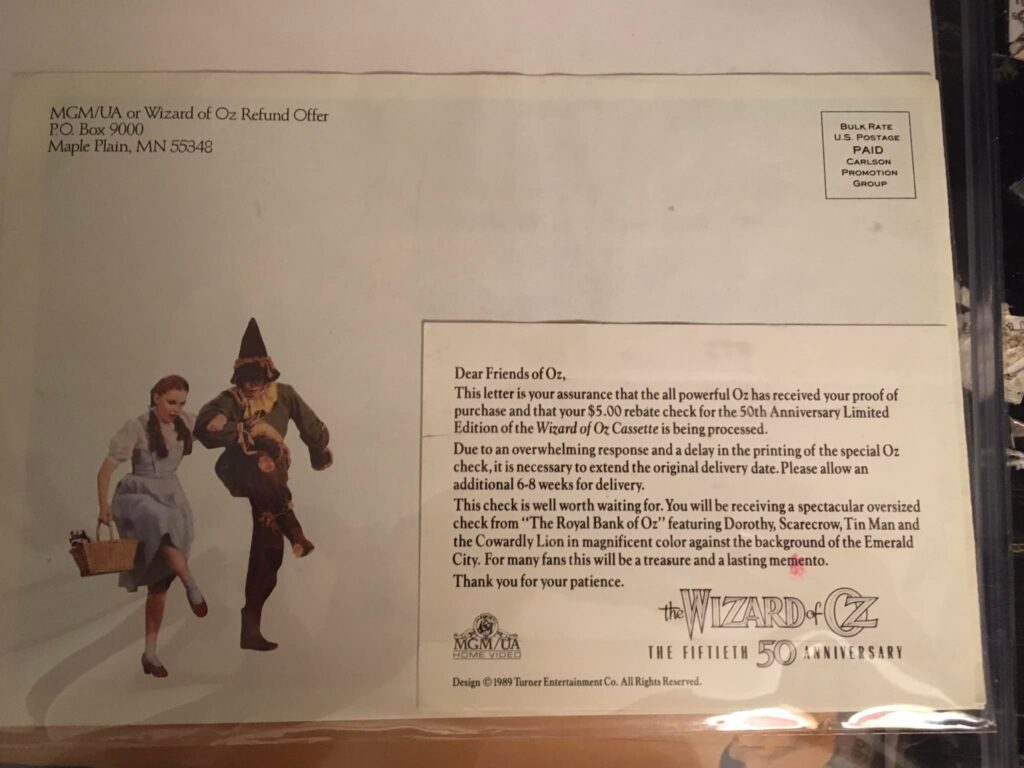 MGM/UA or Wizard of Oz Refund Offer
P.O. Box 9000
Maple Plain, MN 55348
BULK RATE
U.S. POSTAGE
PAID
CARLSON
PROMOTION
GROUP
Dear Friends of Oz,
This letter is your assurance that the all powerful Oz has received your proof of
purchase and that your $5.00 rebate check for the 50th Anniversary Limited
Edition of the Wizard of Oz Cassette is being processed.
Due to an overwhelming response and a delay in the printing of the special Oz
check, it is necessary to extend the original delivery date. Please allow an
additional 6-8 weeks for delivery.
This check is well worth waiting for. You will be receiving a spectacular oversized
check from "The Royal Bank of Oz" featuring Dorothy, Scarecrow, Tin Man and
the Cowardly Lion in magnificent color against the background of the Emerald
City. For many fans this will be a treasure and a lasting memento.
Thank you for your patience.
the WIZARD of OZ
THE FIFTIETH 50 ANNIVERSARY
MGM/UA
HOME VIDEO
Design © 1989 Turner Entertainment Co. All Rights Reserved.